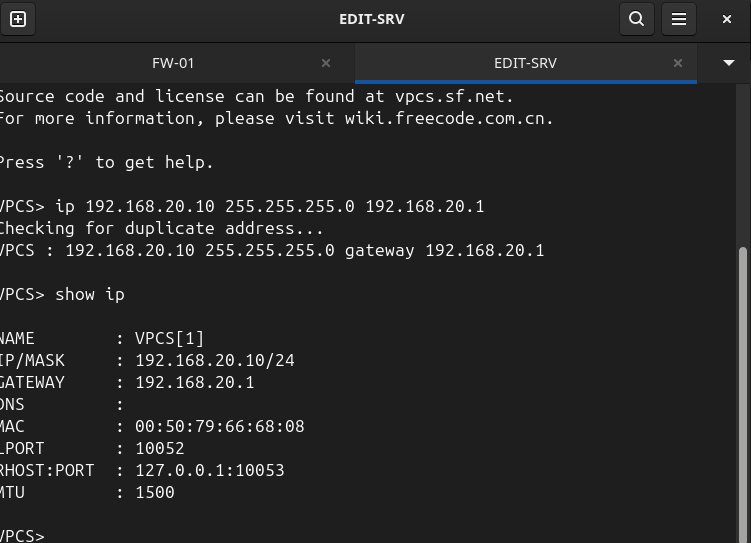 EDIT-SRV
FW-01
EDIT-SRV
Source code and license can be found at vpcs.sf.net.
For more information, please visit wiki.freecode.com.cn.
Press '?' to get help.
VPCS> ip 192.168.20.10 255.255.255.0 192.168.20.1
Checking for duplicate address...
VPCS : 192.168.20.10 255.255.255.0 gateway 192.168.20.1
VPCS> show ip
NAME        : VPCS[1]
IP/MASK     : 192.168.20.10/24
GATEWAY     : 192.168.20.1
DNS         :
MAC         : 00:50:79:66:68:08
LPORT       : 10052
RHOST:PORT  : 127.0.0.1:10053
MTU         : 1500
VPCS>